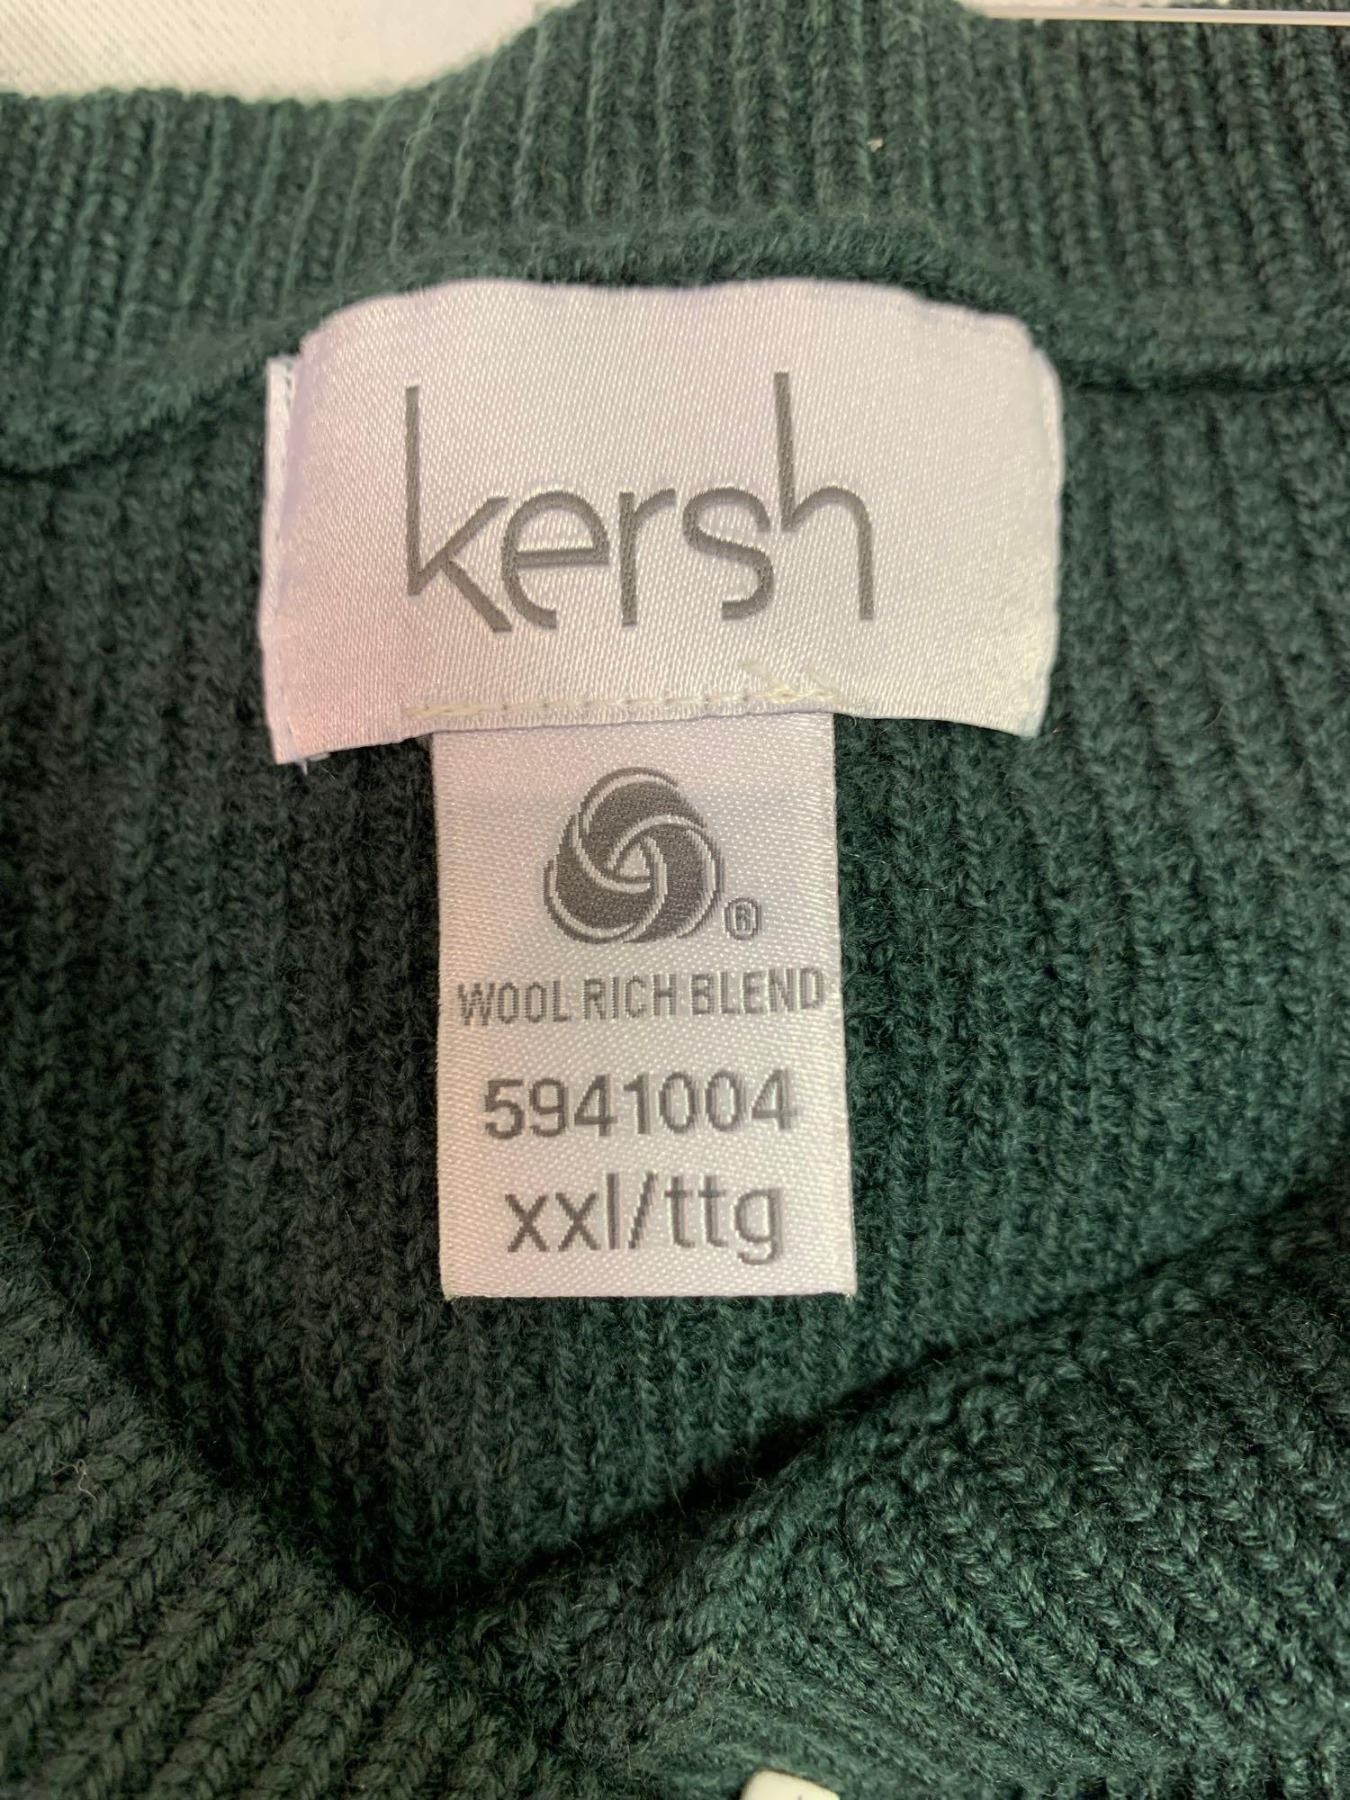 kersh
®
WOOL RICH BLEND
5941004
xxl/ttg